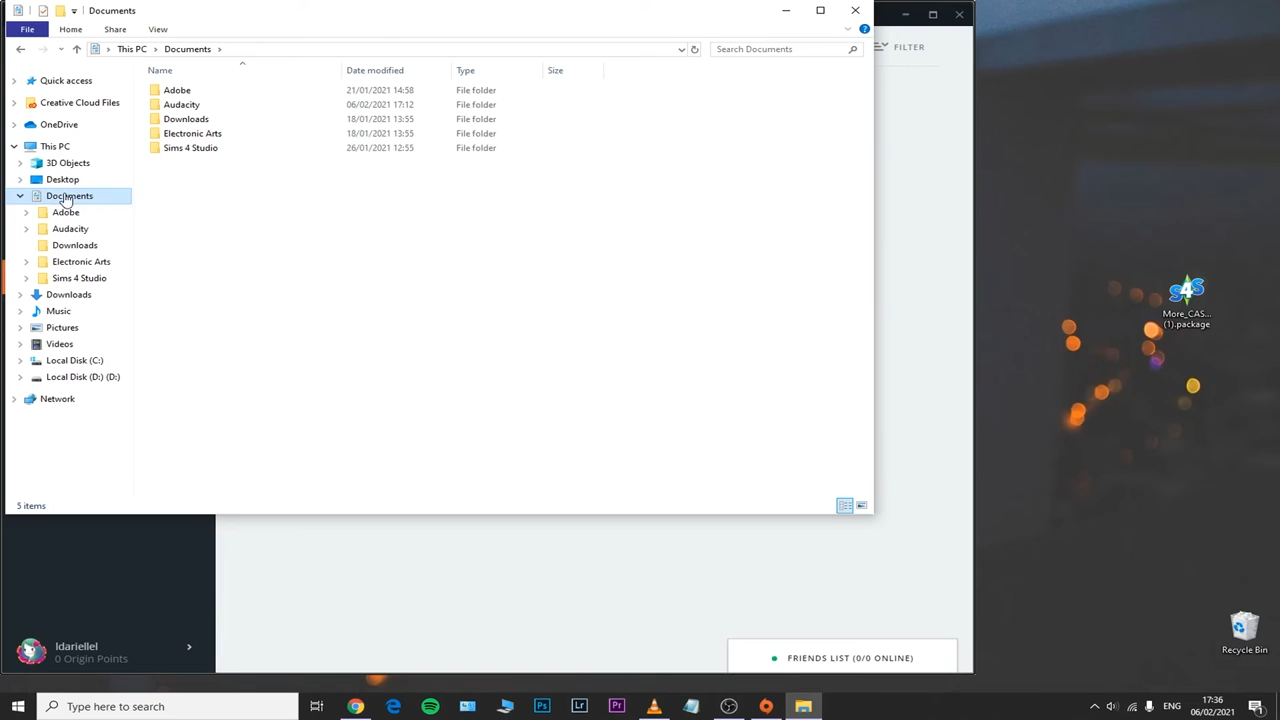 Documents
File Home Share View
This PC > Documents >
Search Documents
FILTER
Name Date modified Type Size
Quick access
Creative Cloud Files
OneDrive
This PC
3D Objects
Desktop
Documents
Adobe
Audacity
Downloads
Electronic Arts
Sims 4 Studio
Downloads
Music
Pictures
Videos
Local Disk (C:)
Local Disk (D:) (D:)
Network
Adobe 21/01/2021 14:58 File folder
Audacity 06/02/2021 17:12 File folder
Downloads 18/01/2021 13:55 File folder
Electronic Arts 18/01/2021 13:55 File folder
Sims 4 Studio 26/01/2021 12:55 File folder
5 items
More_CAS...
(1).package
Recycle Bin
ldariellel
0 Origin Points
FRIENDS LIST (0/0 ONLINE)
Type here to search
17:36
06/02/2021